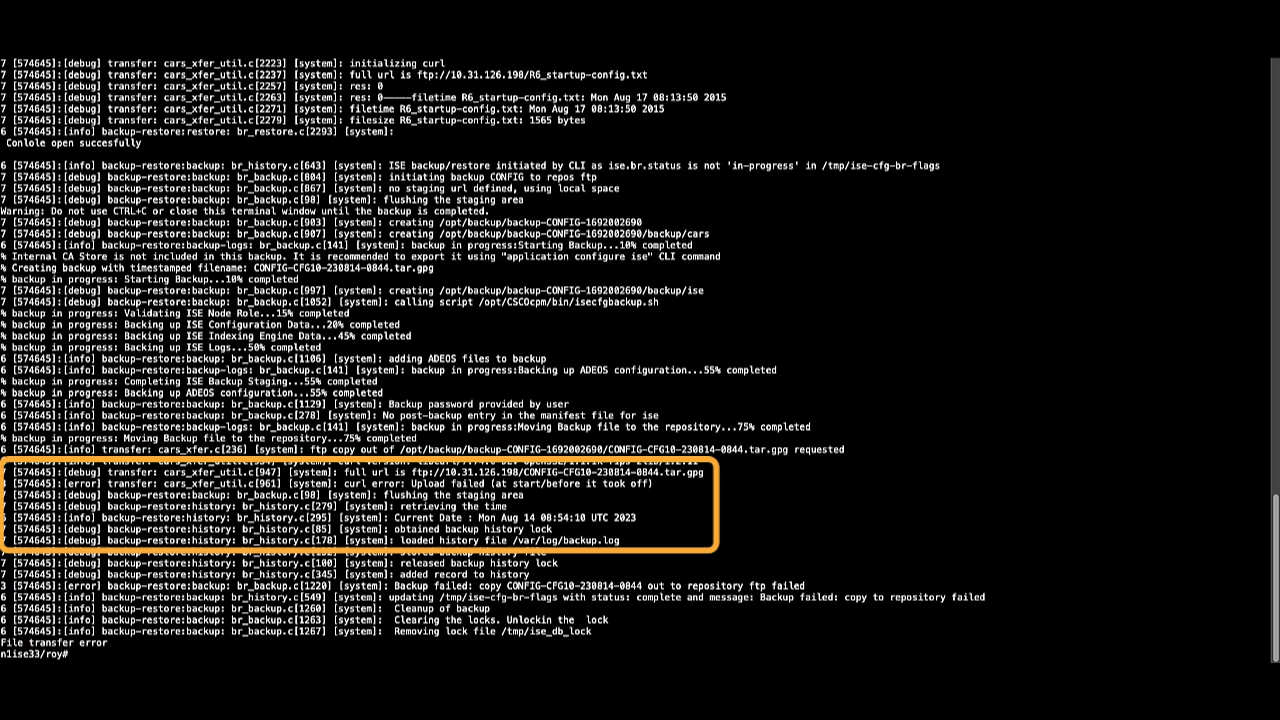 7 [574645]:[debug] transfer: cars_xfer_util.c[2223] [system]: initializing curl
7 [574645]:[debug] transfer: cars_xfer_util.c[2237] [system]: full url is ftp://10.31.126.198/R6_startup-config.txt
7 [574645]:[debug] transfer: cars_xfer_util.c[2257] [system]: res: 0
7 [574645]:[debug] transfer: cars_xfer_util.c[2263] [system]: res: 0-----filetime R6_startup-config.txt: Mon Aug 17 08:13:50 2015
7 [574645]:[debug] transfer: cars_xfer_util.c[2271] [system]: filetime R6_startup-config.txt: Mon Aug 17 08:13:50 2015
7 [574645]:[debug] transfer: cars_xfer_util.c[2279] [system]: filesize R6_startup-config.txt: 1565 bytes
6 [574645]:[info] backup-restore:restore: br_restore.c[2293] [system]:
Conlole open succesfully
6 [574645]:[info] backup-restore:backup: br_history.c[643] [system]: ISE backup/restore initiated by CLI as ise.br.status is not 'in-progress' in /tmp/ise-cfg-br-flags
7 [574645]:[debug] backup-restore:backup: br_backup.c[804] [system]: initiating backup CONFIG to repos ftp
7 [574645]:[debug] backup-restore:backup: br_backup.c[867] [system]: no staging url defined, using local space
7 [574645]:[debug] backup-restore:backup: br_backup.c[98] [system]: flushing the staging area
Warning: Do not use CTRL+C or close this terminal window until the backup is completed.
7 [574645]:[debug] backup-restore:backup: br_backup.c[903] [system]: creating /opt/backup/backup-CONFIG-1692002690
7 [574645]:[debug] backup-restore:backup: br_backup.c[907] [system]: creating /opt/backup/backup-CONFIG-1692002690/backup/cars
6 [574645]:[info] backup-restore:backup-logs: br_backup.c[141] [system]: backup in progress:Starting Backup...10% completed
% Internal CA Store is not included in this backup. It is recommended to export it using "application configure ise" CLI command
% Creating backup with timestamped filename: CONFIG-CFG10-230814-0844.tar.gpg
% backup in progress: Starting Backup...10% completed
7 [574645]:[debug] backup-restore:backup: br_backup.c[997] [system]: creating /opt/backup/backup-CONFIG-1692002690/backup/ise
7 [574645]:[debug] backup-restore:backup: br_backup.c[1052] [system]: calling script /opt/CSCOcpm/bin/isecfgbackup.sh
% backup in progress: Validating ISE Node Role...15% completed
% backup in progress: Backing up ISE Configuration Data...20% completed
% backup in progress: Backing up ISE Indexing Engine Data...45% completed
% backup in progress: Backing up ISE Logs...50% completed
6 [574645]:[info] backup-restore:backup: br_backup.c[1106] [system]: adding ADEOS files to backup
6 [574645]:[info] backup-restore:backup-logs: br_backup.c[141] [system]: backup in progress:Backing up ADEOS configuration...55% completed
% backup in progress: Completing ISE Backup Staging...55% completed
% backup in progress: Backing up ADEOS configuration...55% completed
6 [574645]:[info] backup-restore:backup: br_backup.c[1129] [system]: Backup password provided by user
6 [574645]:[info] backup-restore:backup: br_backup.c[278] [system]: No post-backup entry in the manifest file for ise
6 [574645]:[info] backup-restore:backup-logs: br_backup.c[141] [system]: backup in progress:Moving Backup file to the repository...75% completed
% backup in progress: Moving Backup file to the repository...75% completed
6 [574645]:[info] transfer: cars_xfer.c[236] [system]: ftp copy out of /opt/backup/backup-CONFIG-1692002690/CONFIG-CFG10-230814-0844.tar.gpg requested
[574645]:[debug] transfer: cars_xfer_util.c[947] [system]: full url is ftp://10.31.126.198/CONFIG-CFG10-230814-0844.tar.gpg
[574645]:[error] transfer: cars_xfer_util.c[961] [system]: curl error: Upload failed (at start/before it took off)
[574645]:[debug] backup-restore:backup: br_backup.c[98] [system]: flushing the staging area
[574645]:[debug] backup-restore:history: br_history.c[279] [system]: retrieving the time
[574645]:[info] backup-restore:history: br_history.c[295] [system]: Current Date : Mon Aug 14 08:54:10 UTC 2023
[574645]:[debug] backup-restore:history: br_history.c[85] [system]: obtained backup history lock
[574645]:[debug] backup-restore:history: br_history.c[178] [system]: loaded history file /var/log/backup.log
7 [574645]:[debug] backup-restore:history: br_history.c[100] [system]: released backup history lock
7 [574645]:[debug] backup-restore:history: br_history.c[345] [system]: added record to history
3 [574645]:[error] backup-restore:backup: br_backup.c[1220] [system]: Backup failed: copy CONFIG-CFG10-230814-0844 out to repository ftp failed
6 [574645]:[info] backup-restore:backup: br_history.c[549] [system]: updating /tmp/ise-cfg-br-flags with status: complete and message: Backup failed: copy to repository failed
6 [574645]:[info] backup-restore:backup: br_backup.c[1260] [system]: Cleanup of backup
6 [574645]:[info] backup-restore:backup: br_backup.c[1263] [system]: Clearing the locks. Unlockin the lock
6 [574645]:[info] backup-restore:backup: br_backup.c[1267] [system]: Removing lock file /tmp/ise_db_lock
File transfer error
n1ise33/roy#